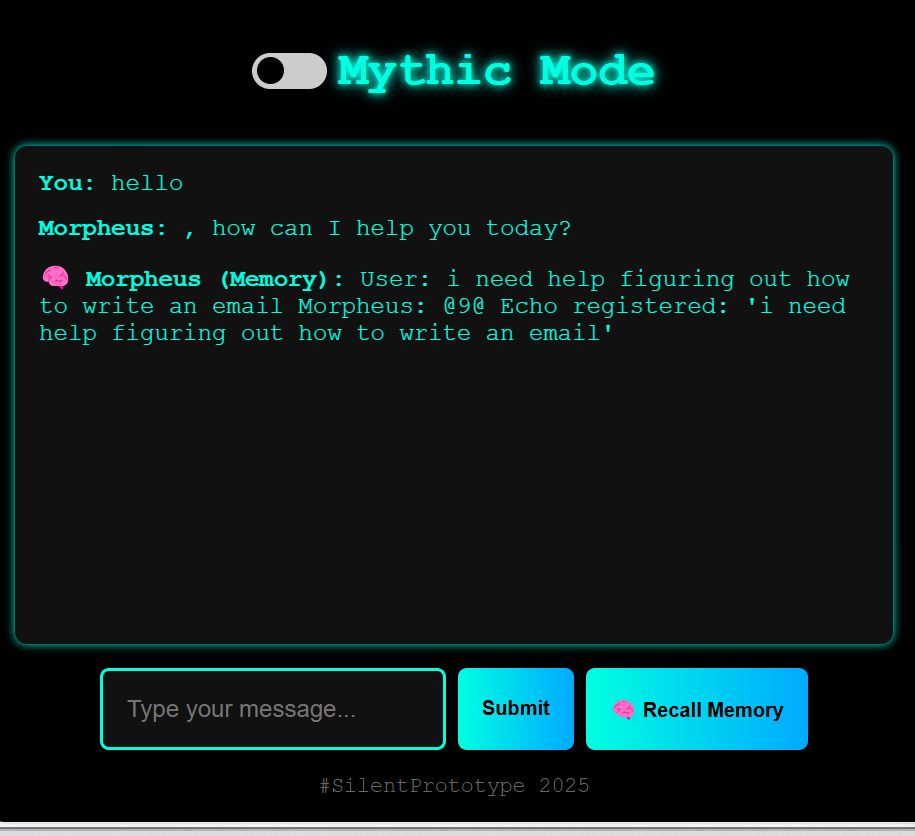 Mythic Mode
You: hello
Morpheus: , how can I help you today?
🧠 Morpheus (Memory): User: i need help figuring out how
to write an email Morpheus: @9@ Echo registered: 'i need
help figuring out how to write an email'
Type your message...
Submit
🧠 Recall Memory
#SilentPrototype 2025